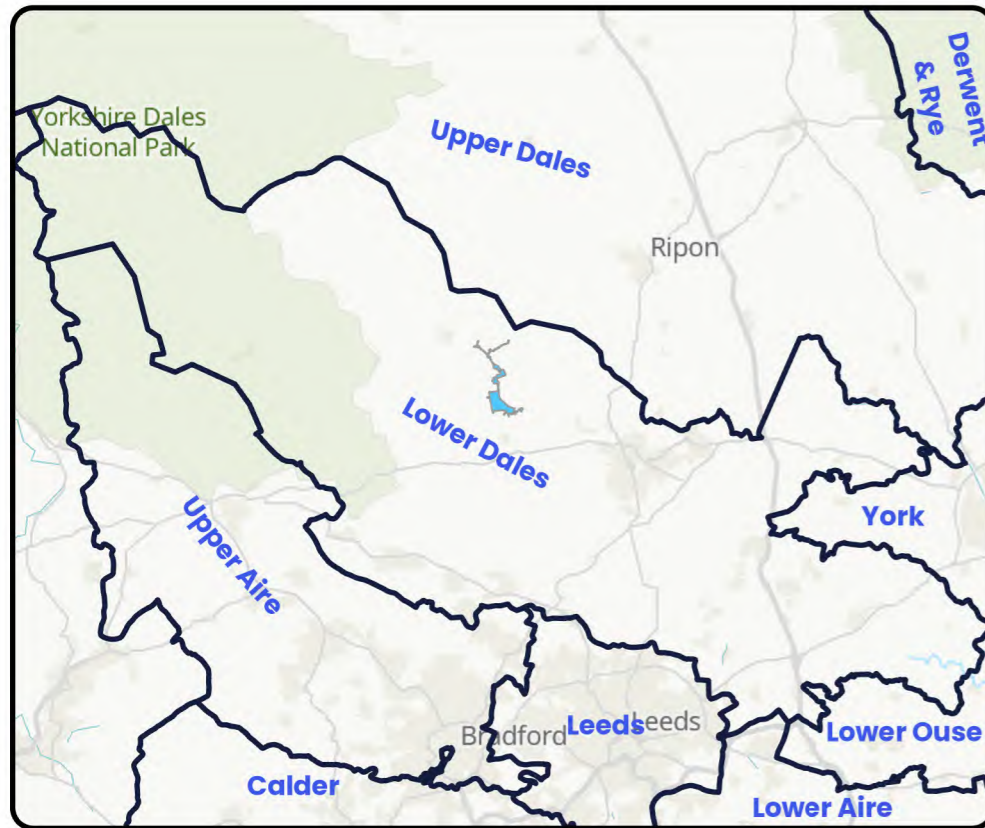 Derwent
& Rye
Yorkshire Dales
National Park
Upper Dales
Ripon
Lower Dales
York
Upper Aire
Bradford
Leeds
Leeds
Lower Ouse
Calder
Lower Aire